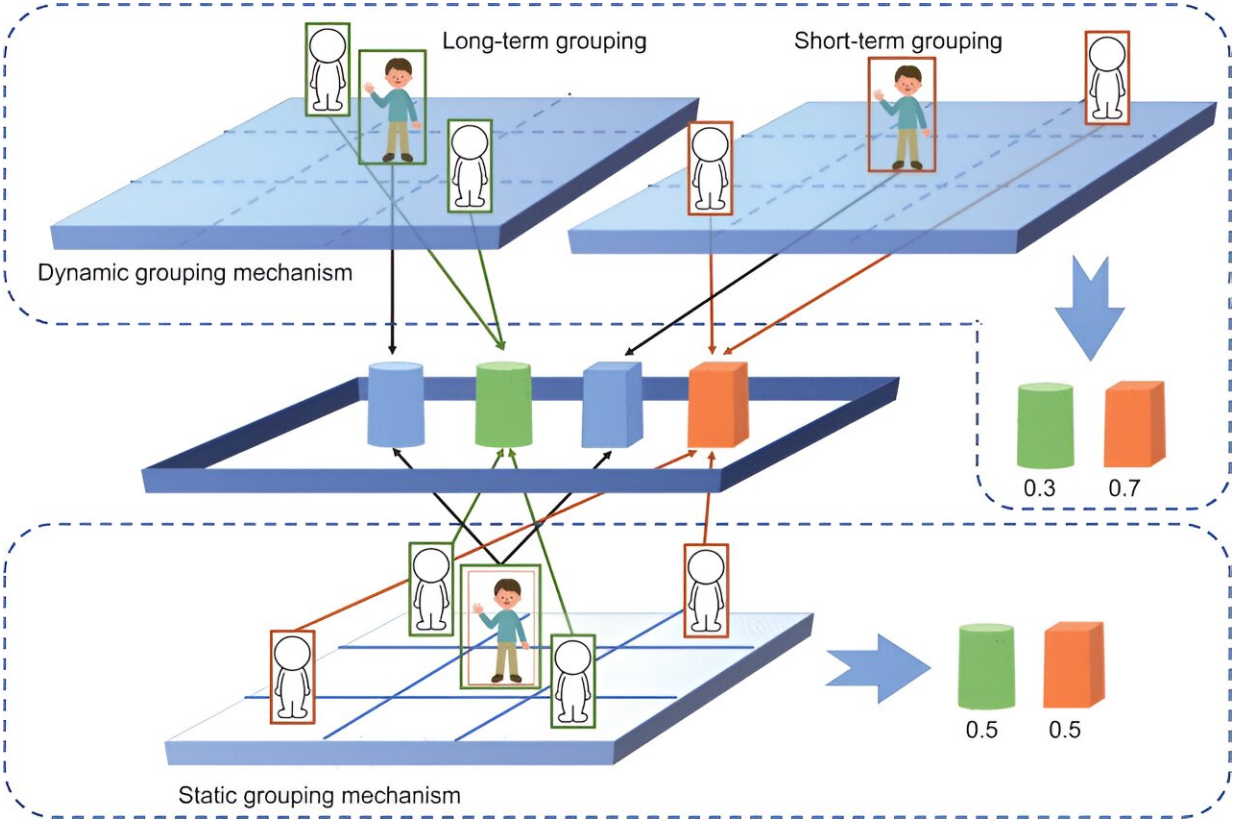 Long-term grouping
Short-term grouping
Dynamic grouping mechanism
0.3
0.7
0.5
0.5
Static grouping mechanism